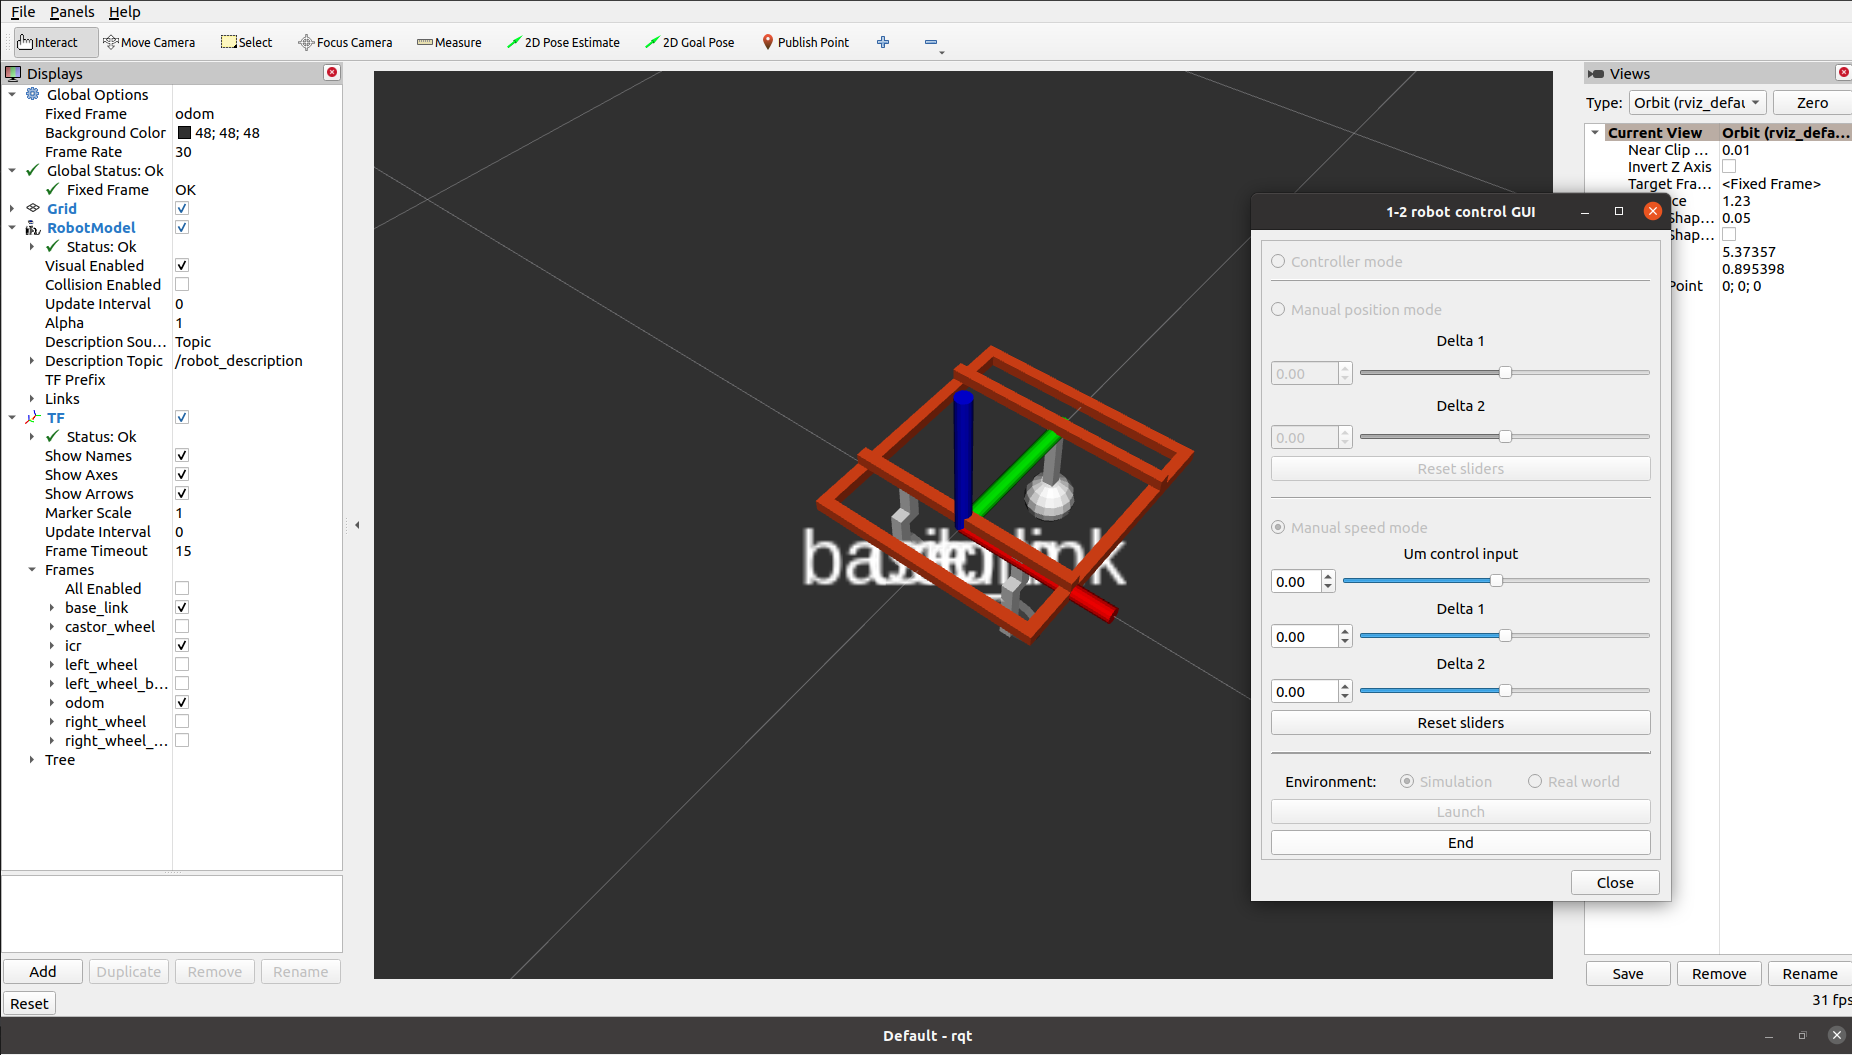 File Panels Help
Interact Move Camera Select Focus Camera Measure 2D Pose Estimate 2D Goal Pose Publish Point
Displays
Global Options
Fixed Frame odom
Background Color 48; 48; 48
Frame Rate 30
Global Status: Ok
Fixed Frame OK
Grid
RobotModel
Status: Ok
Visual Enabled
Collision Enabled
Update Interval 0
Alpha 1
Description Sou... Topic
Description Topic /robot_description
TF Prefix
Links
TF
Status: Ok
Show Names
Show Axes
Show Arrows
Marker Scale 1
Update Interval 0
Frame Timeout 15
Frames
All Enabled
base_link
castor_wheel
icr
left_wheel
left_wheel_b...
odom
right_wheel
right_wheel_...
Tree
Add Duplicate Remove Rename
Reset
Views
Type: Orbit (rviz_defau Zero
Current View Orbit (rviz_defa...
Near Clip ... 0.01
Invert Z Axis
Target Fra... <Fixed Frame>
1.23
0.05
5.37357
0.895398
0; 0; 0
1-2 robot control GUI
Controller mode
Manual position mode
Delta 1
0.00
Delta 2
0.00
Reset sliders
Manual speed mode
Um control input
0.00
Delta 1
0.00
Delta 2
0.00
Reset sliders
Environment: Simulation Real world
Launch
End
Close
Save Remove Rename
31 fps
Default - rqt